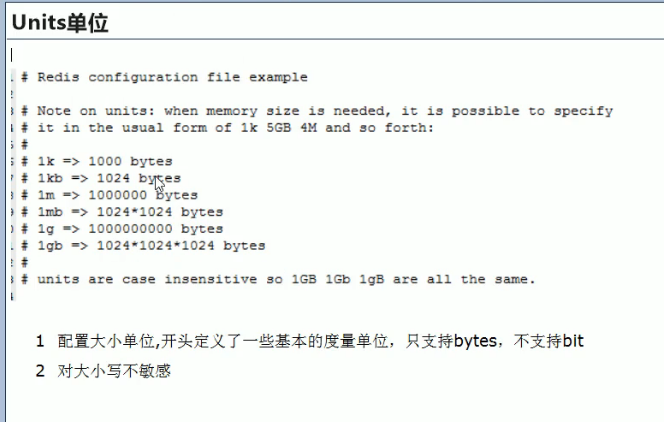 Units单位
# Redis configuration file example
# Note on units: when memory size is needed, it is possible to specify
# it in the usual form of 1k 5GB 4M and so forth:
#
# 1k => 1000 bytes
# 1kb => 1024 bytes
# 1m => 1000000 bytes
# 1mb => 1024*1024 bytes
# 1g => 1000000000 bytes
# 1gb => 1024*1024*1024 bytes
#
# units are case insensitive so 1GB 1Gb 1gB are all the same.
1 配置大小单位,开头定义了一些基本的度量单位，只支持bytes，不支持bit
2 对大小写不敏感